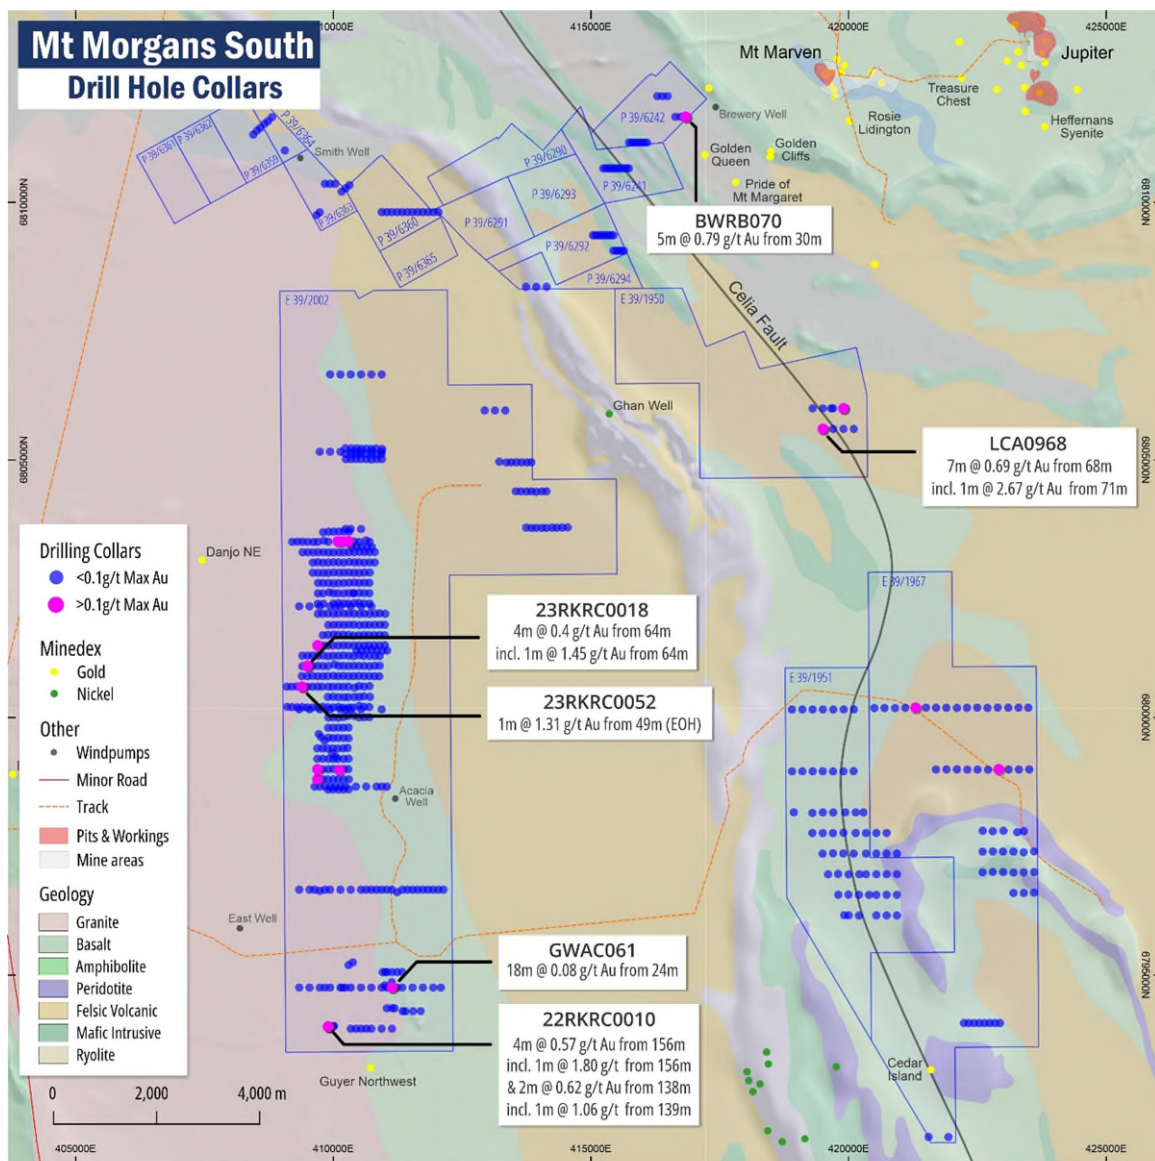 Mt Morgans South
Drill Hole Collars
410000E
415000E
420000E
425000E
Mt Marven
Jupiter
Treasure
Chest
Rosie
Lidington
Heffernans
Syenite
Brewery Well
Golden
Queen
Golden
Cliffs
Pride of
Mt Margaret
P 39/6361
P 39/6362
P 39/6364
P 39/6359
Smith Well
P 39/6363
P 39/6360
P 39/6365
P 39/6242
P 39/6290
P 39/6241
P 39/6293
P 39/6291
P 39/6292
P 39/6294
6810000N
6810000N
BWRB070
5m @ 0.79 g/t Au from 30m
E 39/2002
E 39/1950
Celia Fault
Ghan Well
6805000N
6805000N
LCA0968
7m @ 0.69 g/t Au from 68m
incl. 1m @ 2.67 g/t Au from 71m
Danjo NE
E 39/1967
23RKRC0018
4m @ 0.4 g/t Au from 64m
incl. 1m @ 1.45 g/t Au from 64m
23RKRC0052
1m @ 1.31 g/t Au from 49m (EOH)
E 39/1951
6800000N
Acacia
Well
East Well
GWAC061
18m @ 0.08 g/t Au from 24m
6795000N
22RKRC0010
4m @ 0.57 g/t Au from 156m
incl. 1m @ 1.80 g/t from 156m
& 2m @ 0.62 g/t Au from 138m
incl. 1m @ 1.06 g/t from 139m
Guyer Northwest
Cedar
Island
Drilling Collars
<0.1g/t Max Au
>0.1g/t Max Au
Minedex
Gold
Nickel
Other
Windpumps
Minor Road
Track
Pits & Workings
Mine areas
Geology
Granite
Basalt
Amphibolite
Peridotite
Felsic Volcanic
Mafic Intrusive
Ryolite
0
2,000
4,000 m
405000E
410000E
415000E
420000E
425000E